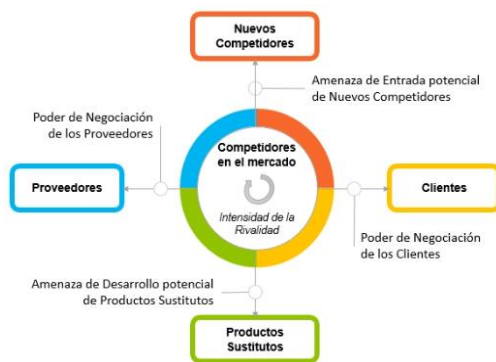 Nuevos
Competidores
Amenaza de Entrada potencial
de Nuevos Competidores
Poder de Negociación
de los Proveedores
Competidores
en el mercado
Proveedores
Clientes
Intensidad de la
Rivalidad
Poder de Negociación
de los Clientes
Amenaza de Desarrollo potencial
de Productos Sustitutos
Productos
Sustitutos